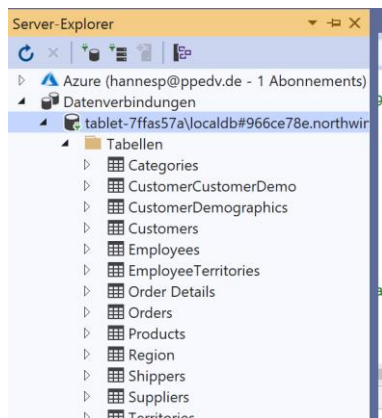 Server-Explorer
Azure (hannesp@ppedv.de - 1 Abonnements)
Datenverbindungen
tablet-7ffas57a\localdb#966ce78e.northwir
Tabellen
Categories
CustomerCustomerDemo
CustomerDemographics
Customers
Employees
EmployeeTerritories
Order Details
Orders
Products
Region
Shippers
Suppliers
Territories